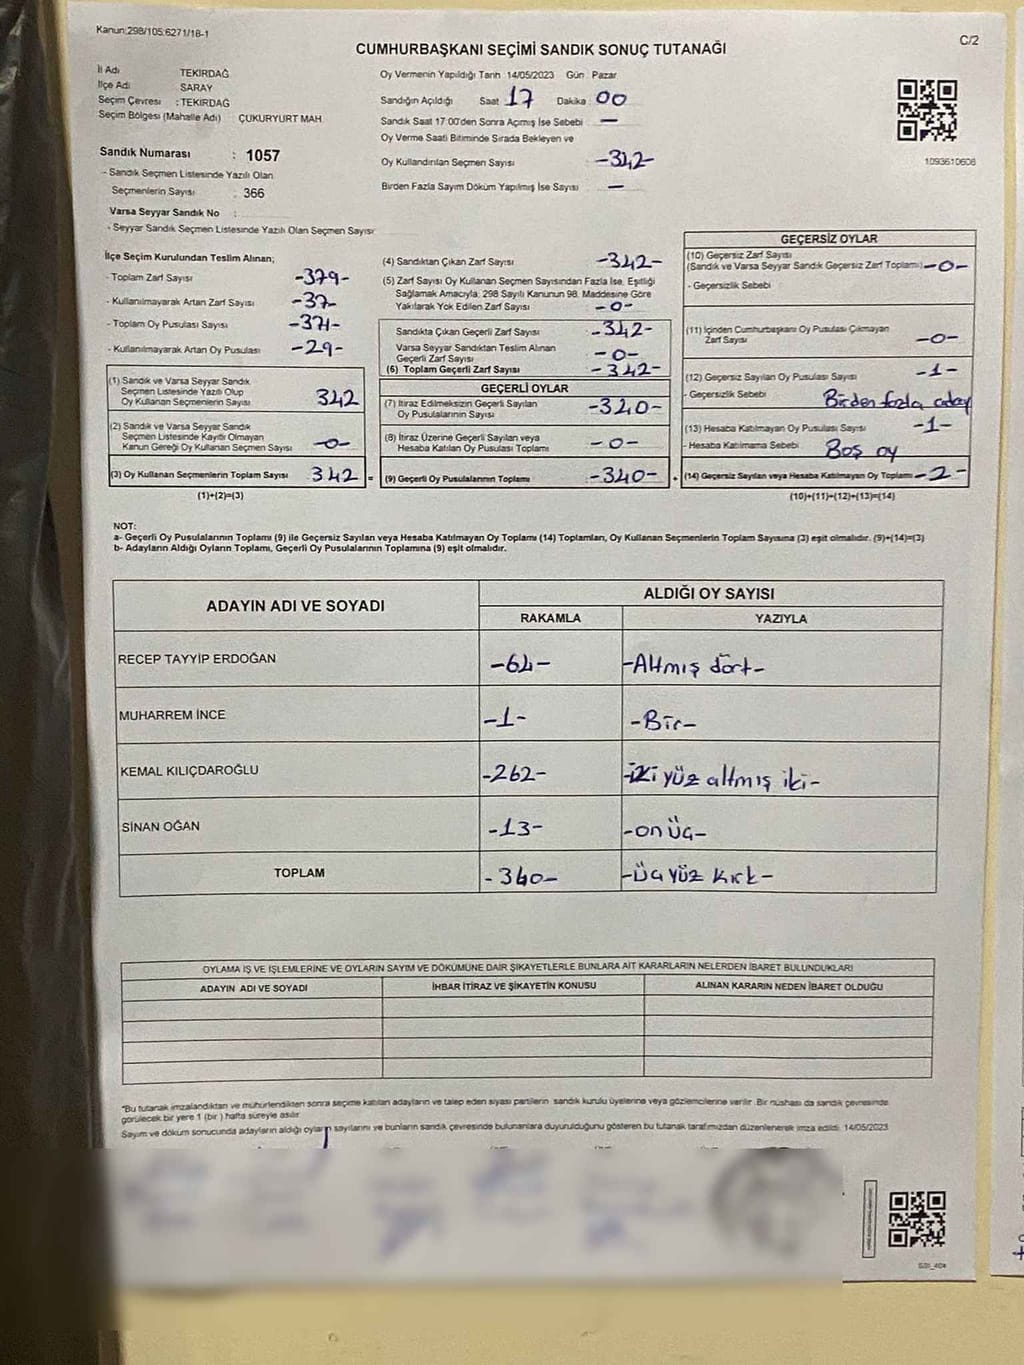 Kanun:298/105:6271/18-1
C/2
CUMHURBAŞKANI SEÇİMİ SANDIK SONUÇ TUTANAĞI
İl Adı TEKİRDAĞ
İlçe Adı SARAY
Seçim Çevresi :TEKİRDAĞ
Seçim Bölgesi (Mahalle Adı) ÇUKURYURT MAH.
Sandık Numarası : 1057
- Sandık Seçmen Listesinde Yazılı Olan
Seçmenlerin Sayısı : 366
Varsa Seyyar Sandık No :
- Seyyar Sandık Seçmen Listesinde Yazılı Olan Seçmen Sayısı:
Oy Vermenin Yapıldığı Tarih 14/05/2023 Gün : Pazar
Sandığın Açıldığı Saat : 17 Dakika : 00
Sandık Saat 17:00'den Sonra Açımış İse Sebebi : —
Oy Verme Saati Bitiminde Sırada Bekleyen ve
Oy Kullandırılan Seçmen Sayısı : -342-
Birden Fazla Sayım Döküm Yapılmış İse Sayısı : —
1093610606
İlçe Seçim Kurulundan Teslim Alınan;
- Toplam Zarf Sayısı -379-
- Kullanılmayarak Artan Zarf Sayısı -37-
- Toplam Oy Pusulası Sayısı -371-
- Kullanılmayarak Artan Oy Pusulası -29-
(1) Sandık ve Varsa Seyyar Sandık
Seçmen Listesinde Yazılı Olup
Oy Kullanan Seçmenlerin Sayısı 342
(2) Sandık ve Varsa Seyyar Sandık
Seçmen Listesinde Kayıtlı Olmayan
Kanun Gereği Oy Kullanan Seçmen Sayısı -0-
(3) Oy Kullanan Seçmenlerin Toplam Sayısı 342 =
(1)+(2)=(3)
(4) Sandıktan Çıkan Zarf Sayısı -342-
(5) Zarf Sayısı Oy Kullanan Seçmen Sayısından Fazla İse, Eşitliği
Sağlamak Amacıyla; 298 Sayılı Kanunun 98. Maddesine Göre
Yakılarak Yok Edilen Zarf Sayısı -0-
Sandıkta Çıkan Geçerli Zarf Sayısı -342-
Varsa Seyyar Sandıktan Teslim Alınan
Geçerli Zarf Sayısı -0-
(6) Toplam Geçerli Zarf Sayısı -342-
GEÇERLİ OYLAR
(7) İtiraz Edilmeksizin Geçerli Sayılan
Oy Pusulalarının Sayısı -340-
(8) İtiraz Üzerine Geçerli Sayılan veya
Hesaba Katılan Oy Pusulası Toplamı -0-
(9) Geçerli Oy Pusulalarının Toplamı -340- +
GEÇERSİZ OYLAR
(10) Geçersiz Zarf Sayısı
(Sandık ve Varsa Seyyar Sandık Geçersiz Zarf Toplamı) -0-
- Geçersizlik Sebebi
(11) İçinden Cumhurbaşkanı Oy Pusulası Çıkmayan
Zarf Sayısı -0-
(12) Geçersiz Sayılan Oy Pusulası Sayısı -1-
- Geçersizlik Sebebi Birden fazla aday
(13) Hesaba Katılmayan Oy Pusulası Sayısı -1-
- Hesaba Katılmama Sebebi Boş oy
(14) Geçersiz Sayılan veya Hesaba Katılmayan Oy Toplamı -2-
(10)+(11)+(12)+(13)=(14)
NOT:
a- Geçerli Oy Pusulalarının Toplamı (9) ile Geçersiz Sayılan veya Hesaba Katılmayan Oy Toplamı (14) Toplamları, Oy Kullanan Seçmenlerin Toplam Sayısına (3) eşit olmalıdır. (9)+(14)=(3)
b- Adayların Aldığı Oyların Toplamı, Geçerli Oy Pusulalarının Toplamına (9) eşit olmalıdır.
ADAYIN ADI VE SOYADI
ALDIĞI OY SAYISI
RAKAMLA YAZIYLA
RECEP TAYYİP ERDOĞAN -64- -Altmış dört-
MUHARREM İNCE -1- -Bir-
KEMAL KILIÇDAROĞLU -262- -iki yüz altmış iki-
SİNAN OĞAN -13- -on üç-
TOPLAM -340- -üç yüz kırk-
OYLAMA İŞ VE İŞLEMLERİNE VE OYLARIN SAYIM VE DÖKÜMÜNE DAİR ŞİKAYETLERLE BUNLARA AİT KARARLARIN NELERDEN İBARET BULUNDUKLARI
ADAYIN ADI VE SOYADI İHBAR İTİRAZ VE ŞİKAYETİN KONUSU ALINAN KARARIN NEDEN İBARET OLDUĞU
"Bu tutanak imzalandıktan ve mühürlendikten sonra seçime katılan adayların ve talep eden siyasi partilerin sandık kurulu üyelerine veya gözlemcilerine verilir. Bir nüshası da sandık çevresinde
görülecek bir yere 1 (bir ) hafta süreyle asılır.
Sayım ve döküm sonucunda adayların aldığı oyların sayılarını ve bunların sandık çevresinde bulunanlara duyurulduğunu gösteren bu tutanak tarafımızdan düzenlenerek imza edildi. 14/05/2023